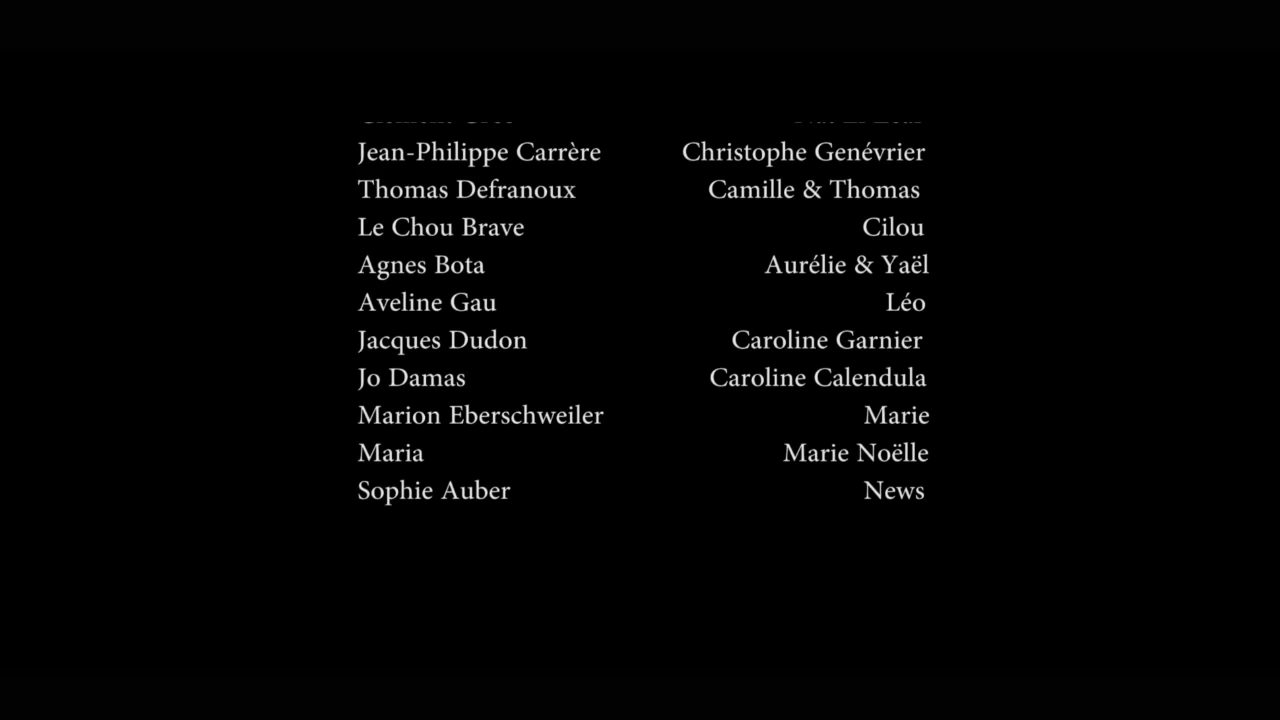 Jean-Philippe Carrère Christophe Genévrier
Thomas Defranoux Camille & Thomas
Le Chou Brave Cilou
Agnes Bota Aurélie & Yaël
Aveline Gau Léo
Jacques Dudon Caroline Garnier
Jo Damas Caroline Calendula
Marion Eberschweiler Marie
Maria Marie Noëlle
Sophie Auber News